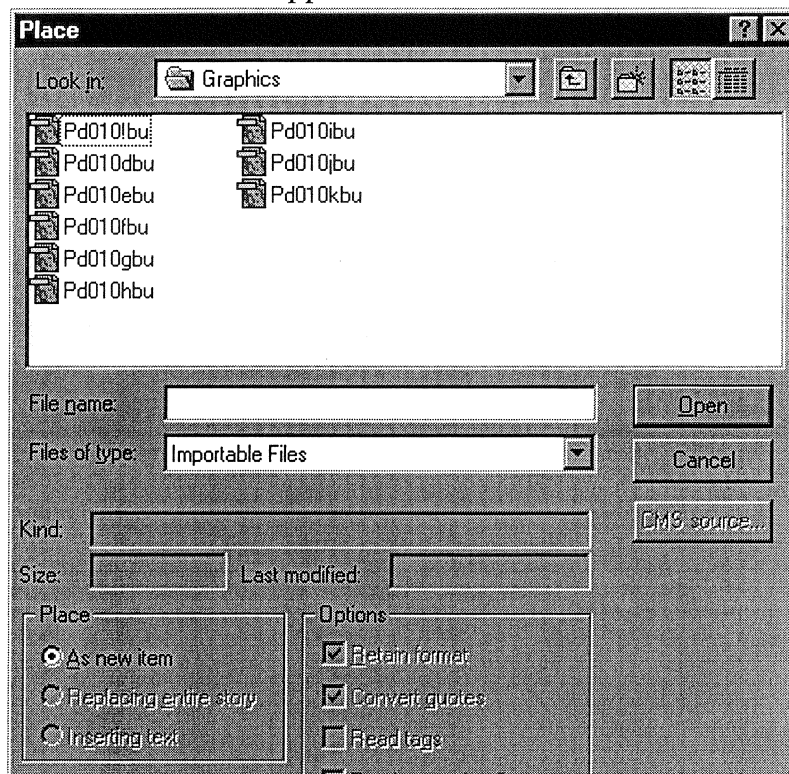 Place
Look in: Graphics
Pd010!bu Pd010ibu
Pd010dbu Pd010jbu
Pd010ebu Pd010kbu
Pd010fbu
Pd010gbu
Pd010hbu
File name: Open
Files of type: Importable Files Cancel
CMS source...
Kind:
Size: Last modified:
Place Options
As new item Retain format
Replacing entire story Convert quotes
Inserting text Read tags